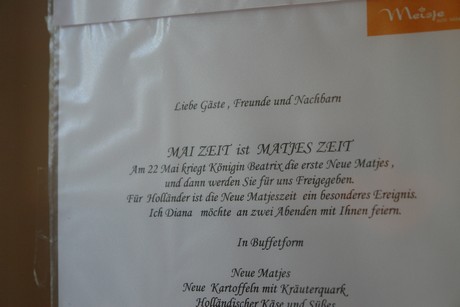 Meisje
Liebe Gäste , Freunde und Nachbarn
MAI ZEIT ist MATJES ZEIT
Am 22 Mai kriegt Königin Beatrix die erste Neue Matjes ,
und dann werden Sie für uns Freigegeben.
Für Holländer ist die Neue Matjeszeit ein besonderes Ereignis.
Ich Diana möchte an zwei Abenden mit Ihnen feiern.
In Buffetform
Neue Matjes
Neue Kartoffeln mit Kräuterquark
Holländischer Käse und Süßes